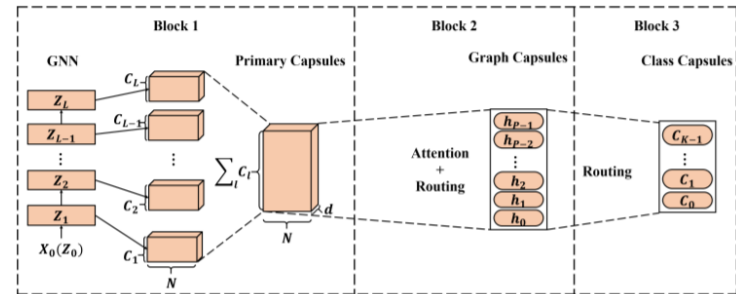 Block 1
Block 2
Block 3
GNN
Primary Capsules
Graph Capsules
Class Capsules
Z_L
Z_{L-1}
⋮
Z_2
Z_1
X_0(Z_0)
C_L
C_{L-1}
⋮
C_2
C_1
N
∑_l C_l
N
d
Attention
+
Routing
h_{P-1}
h_{P-2}
⋮
h_2
h_1
h_0
Routing
C_{K-1}
⋮
C_1
C_0